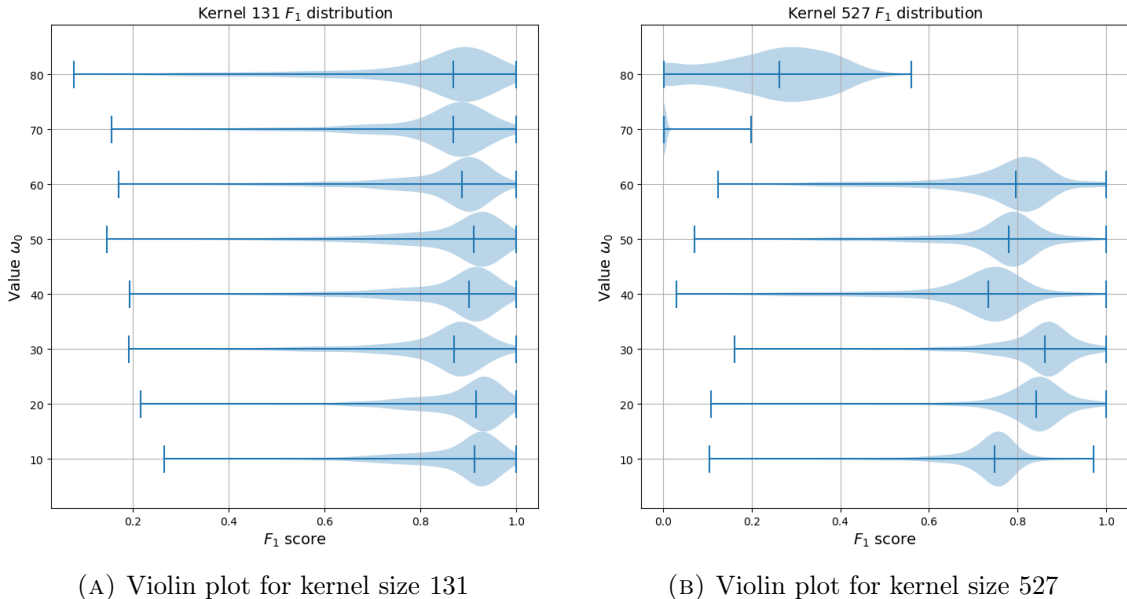 Kernel 131 F₁ distribution
80
70
60
50
40
30
20
10
Value ω₀
0.2 0.4 0.6 0.8 1.0
F₁ score
(A) Violin plot for kernel size 131
Kernel 527 F₁ distribution
80
70
60
50
40
30
20
10
Value ω₀
0.0 0.2 0.4 0.6 0.8 1.0
F₁ score
(B) Violin plot for kernel size 527